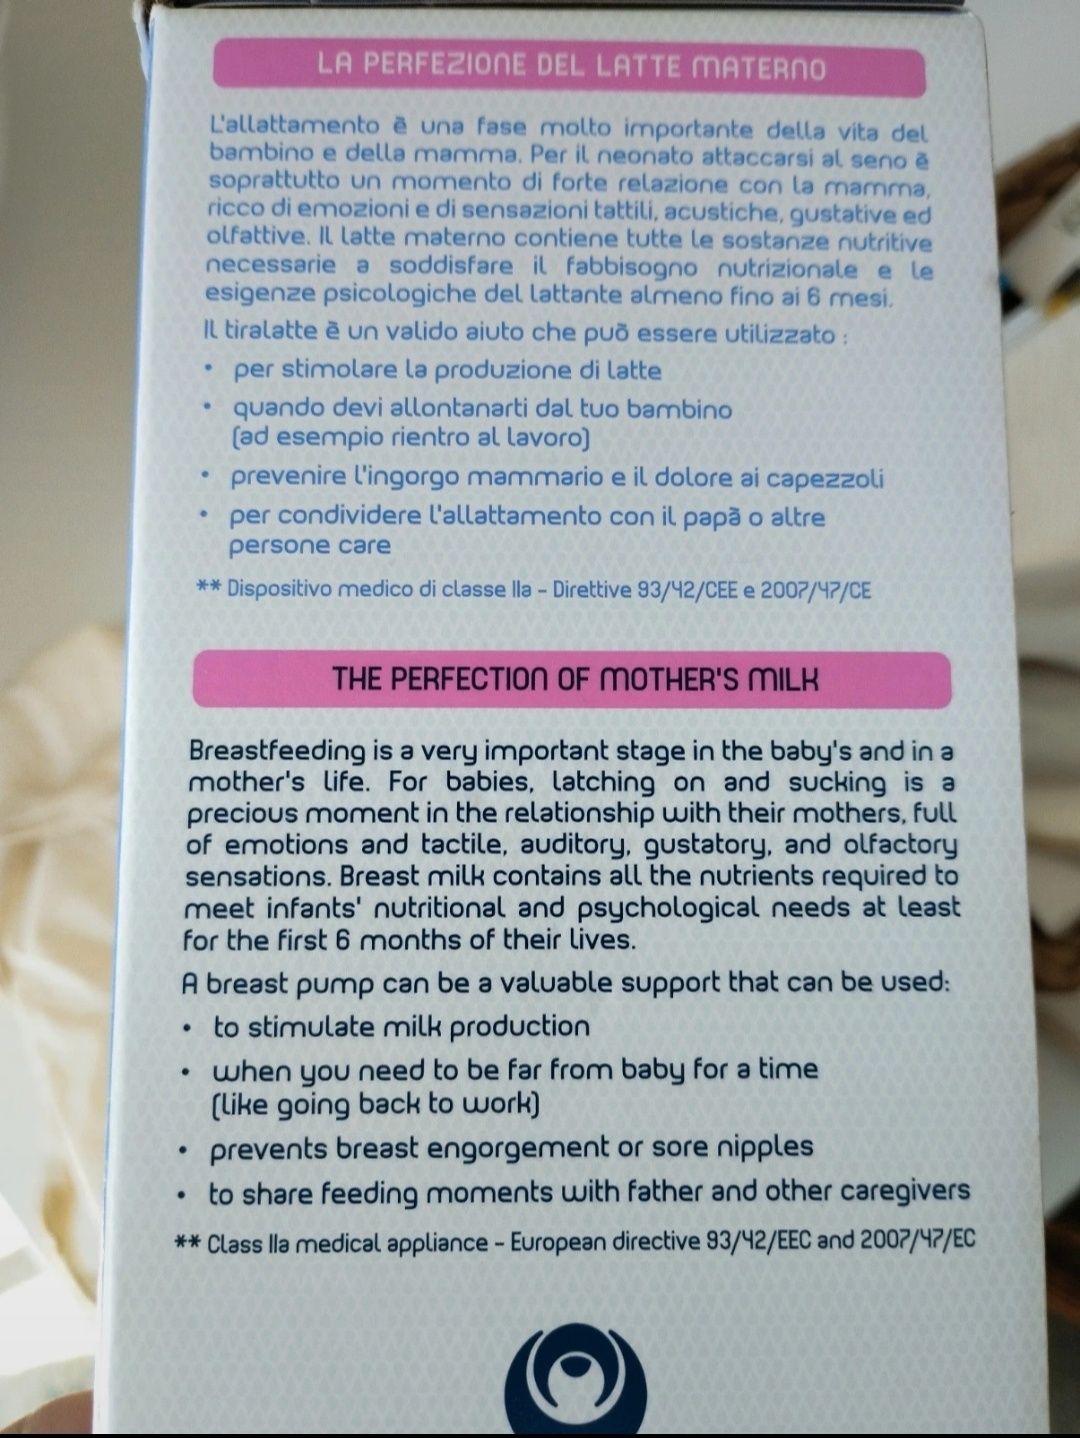 LA PERFEZIONE DEL LATTE MATERNO
L'allattamento è una fase molto importante della vita del
bambino e della mamma. Per il neonato attaccarsi al seno è
soprattutto un momento di forte relazione con la mamma,
ricco di emozioni e di sensazioni tattili, acustiche, gustative ed
olfattive. Il latte materno contiene tutte le sostanze nutritive
necessarie a soddisfare il fabbisogno nutrizionale e le
esigenze psicologiche del lattante almeno fino ai 6 mesi.
Il tiralatte è un valido aiuto che può essere utilizzato :
• per stimolare la produzione di latte
• quando devi allontanarti dal tuo bambino
(ad esempio rientro al lavoro)
• prevenire l'ingorgo mammario e il dolore ai capezzoli
• per condividere l'allattamento con il papà o altre
persone care
** Dispositivo medico di classe IIa - Direttive 93/42/CEE e 2007/47/CE
THE PERFECTION OF MOTHER'S MILK
Breastfeeding is a very important stage in the baby's and in a
mother's life. For babies, latching on and sucking is a
precious moment in the relationship with their mothers, full
of emotions and tactile, auditory, gustatory, and olfactory
sensations. Breast milk contains all the nutrients required to
meet infants' nutritional and psychological needs at least
for the first 6 months of their lives.
A breast pump can be a valuable support that can be used:
• to stimulate milk production
• when you need to be far from baby for a time
(like going back to work)
• prevents breast engorgement or sore nipples
• to share feeding moments with father and other caregivers
** Class IIa medical appliance - European directive 93/42/EEC and 2007/47/EC